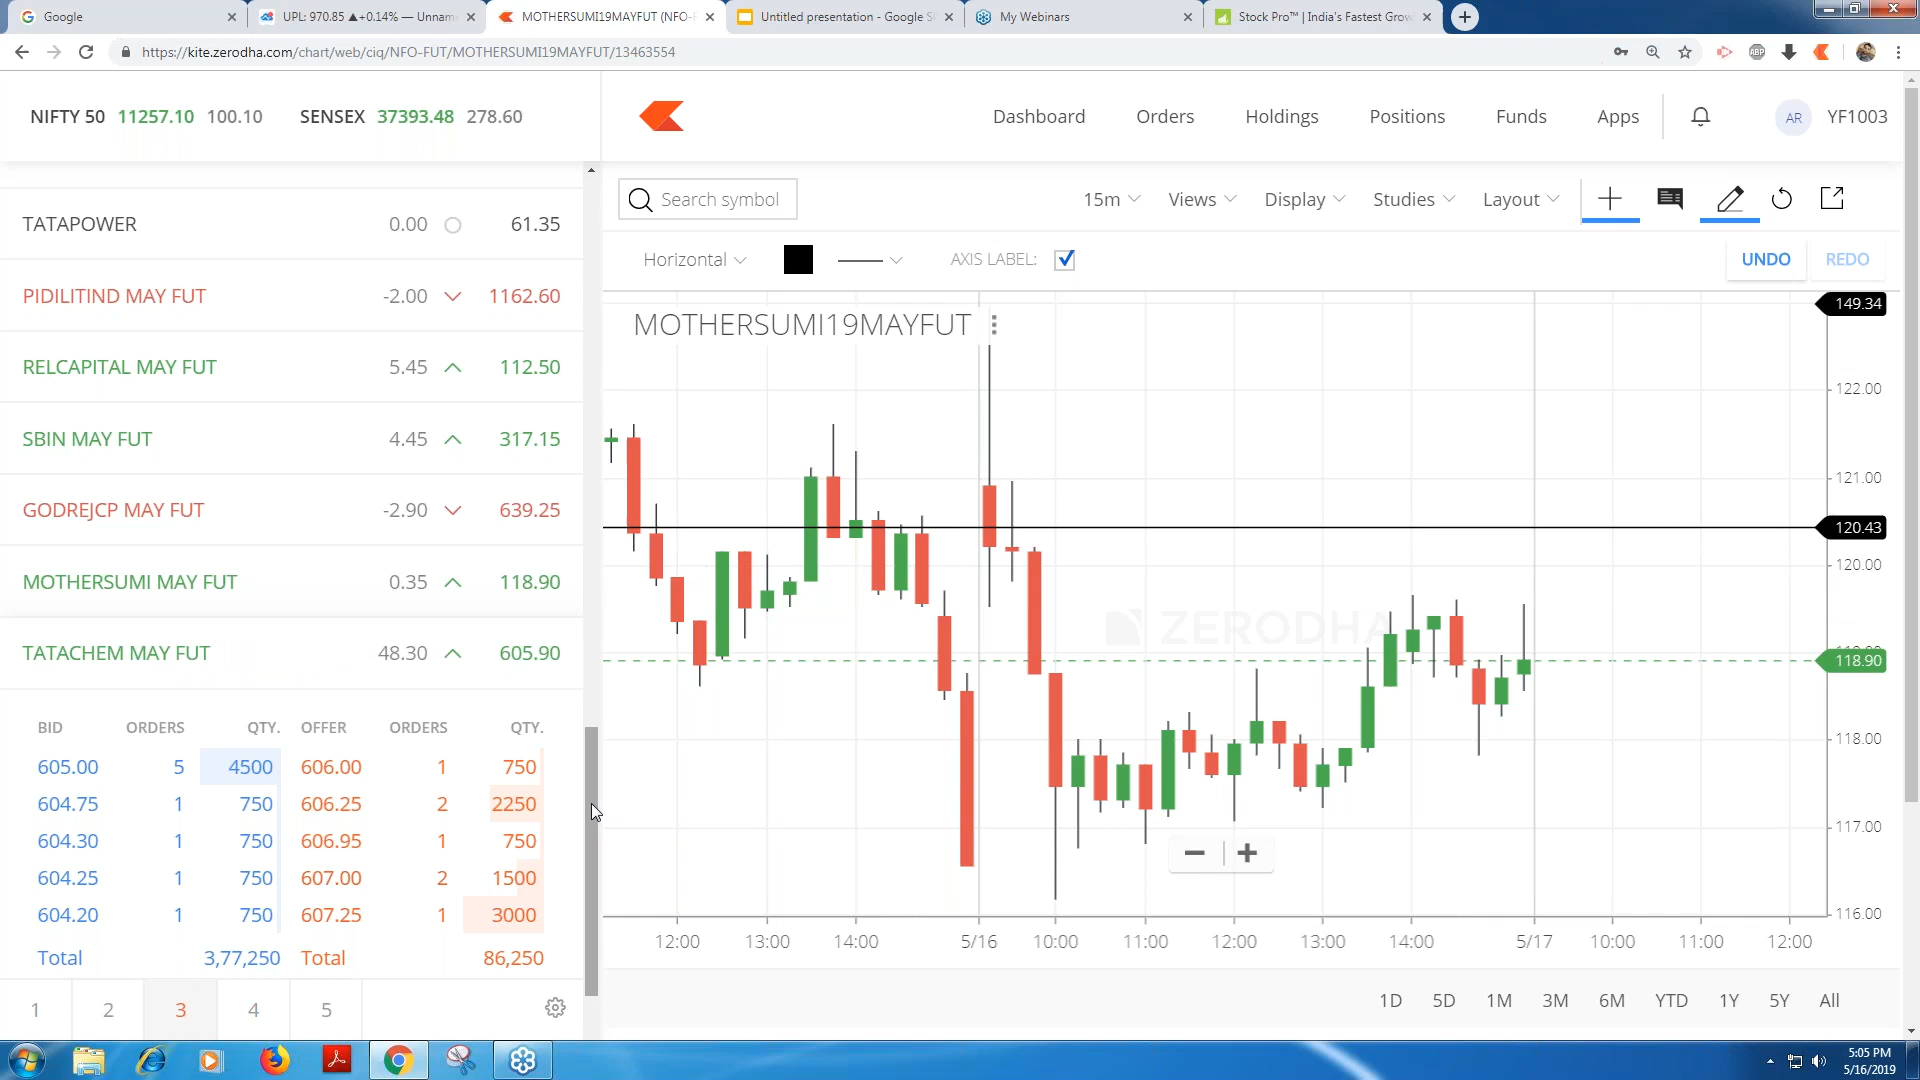 Google
UPL: 970.85 ▲+0.14% — Unnam
MOTHERSUMI19MAYFUT (NFO-F
Untitled presentation - Google Sl
My Webinars
Stock Pro™ | India's Fastest Grow
https://kite.zerodha.com/chart/web/ciq/NFO-FUT/MOTHERSUMI19MAYFUT/13463554
ABP
NIFTY 50 11257.10 100.10 SENSEX 37393.48 278.60
Dashboard Orders Holdings Positions Funds Apps AR YF1003
Search symbol 15m Views Display Studies Layout
Horizontal AXIS LABEL: UNDO REDO
TATAPOWER 0.00 61.35
PIDILITIND MAY FUT -2.00 1162.60
RELCAPITAL MAY FUT 5.45 112.50
SBIN MAY FUT 4.45 317.15
GODREJCP MAY FUT -2.90 639.25
MOTHERSUMI MAY FUT 0.35 118.90
TATACHEM MAY FUT 48.30 605.90
BID ORDERS QTY. OFFER ORDERS QTY.
605.00 5 4500 606.00 1 750
604.75 1 750 606.25 2 2250
604.30 1 750 606.95 1 750
604.25 1 750 607.00 2 1500
604.20 1 750 607.25 1 3000
Total 3,77,250 Total 86,250
1 2 3 4 5
MOTHERSUMI19MAYFUT
ZERODHA
149.34
122.00
121.00
120.43
120.00
118.90
118.00
117.00
116.00
12:00 13:00 14:00 5/16 10:00 11:00 12:00 13:00 14:00 5/17 10:00 11:00 12:00
1D 5D 1M 3M 6M YTD 1Y 5Y All
5:05 PM
5/16/2019